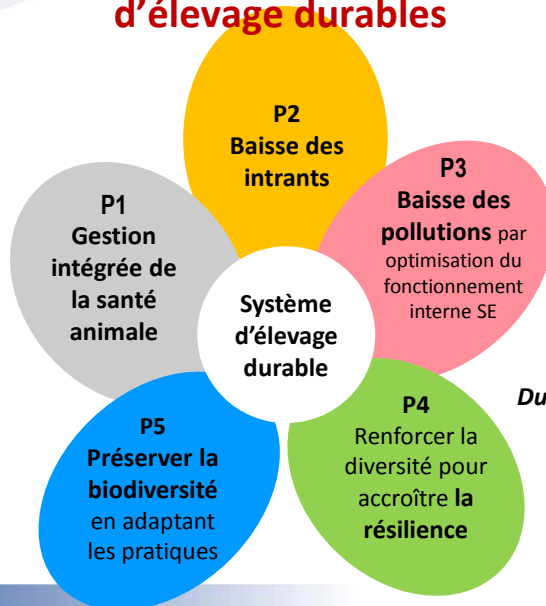 d'élevage durables
P2
Baisse des
intrants
P3
Baisse des
pollutions par
optimisation du
fonctionnement
interne SE
P1
Gestion
intégrée de
la santé
animale
Système
d'élevage
durable
P4
Renforcer la
diversité pour
accroître la
résilience
P5
Préserver la
biodiversité
en adaptant
les pratiques
Du